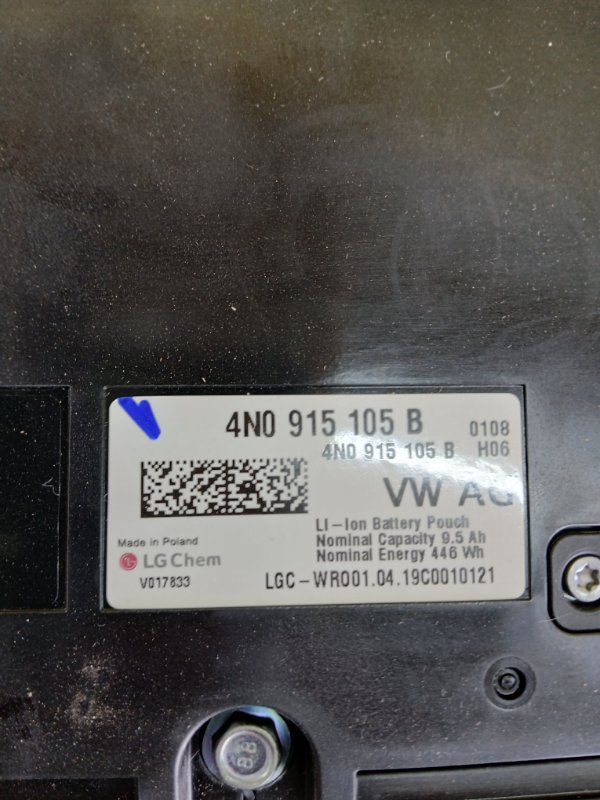 4N0 915 105 B 0108
4N0 915 105 B H06
VW AG
LI-Ion Battery Pouch
Nominal Capacity 9.5 Ah
Nominal Energy 446 Wh
Made in Poland
LG Chem
V017833
LGC-WRO01.04.19C0010121